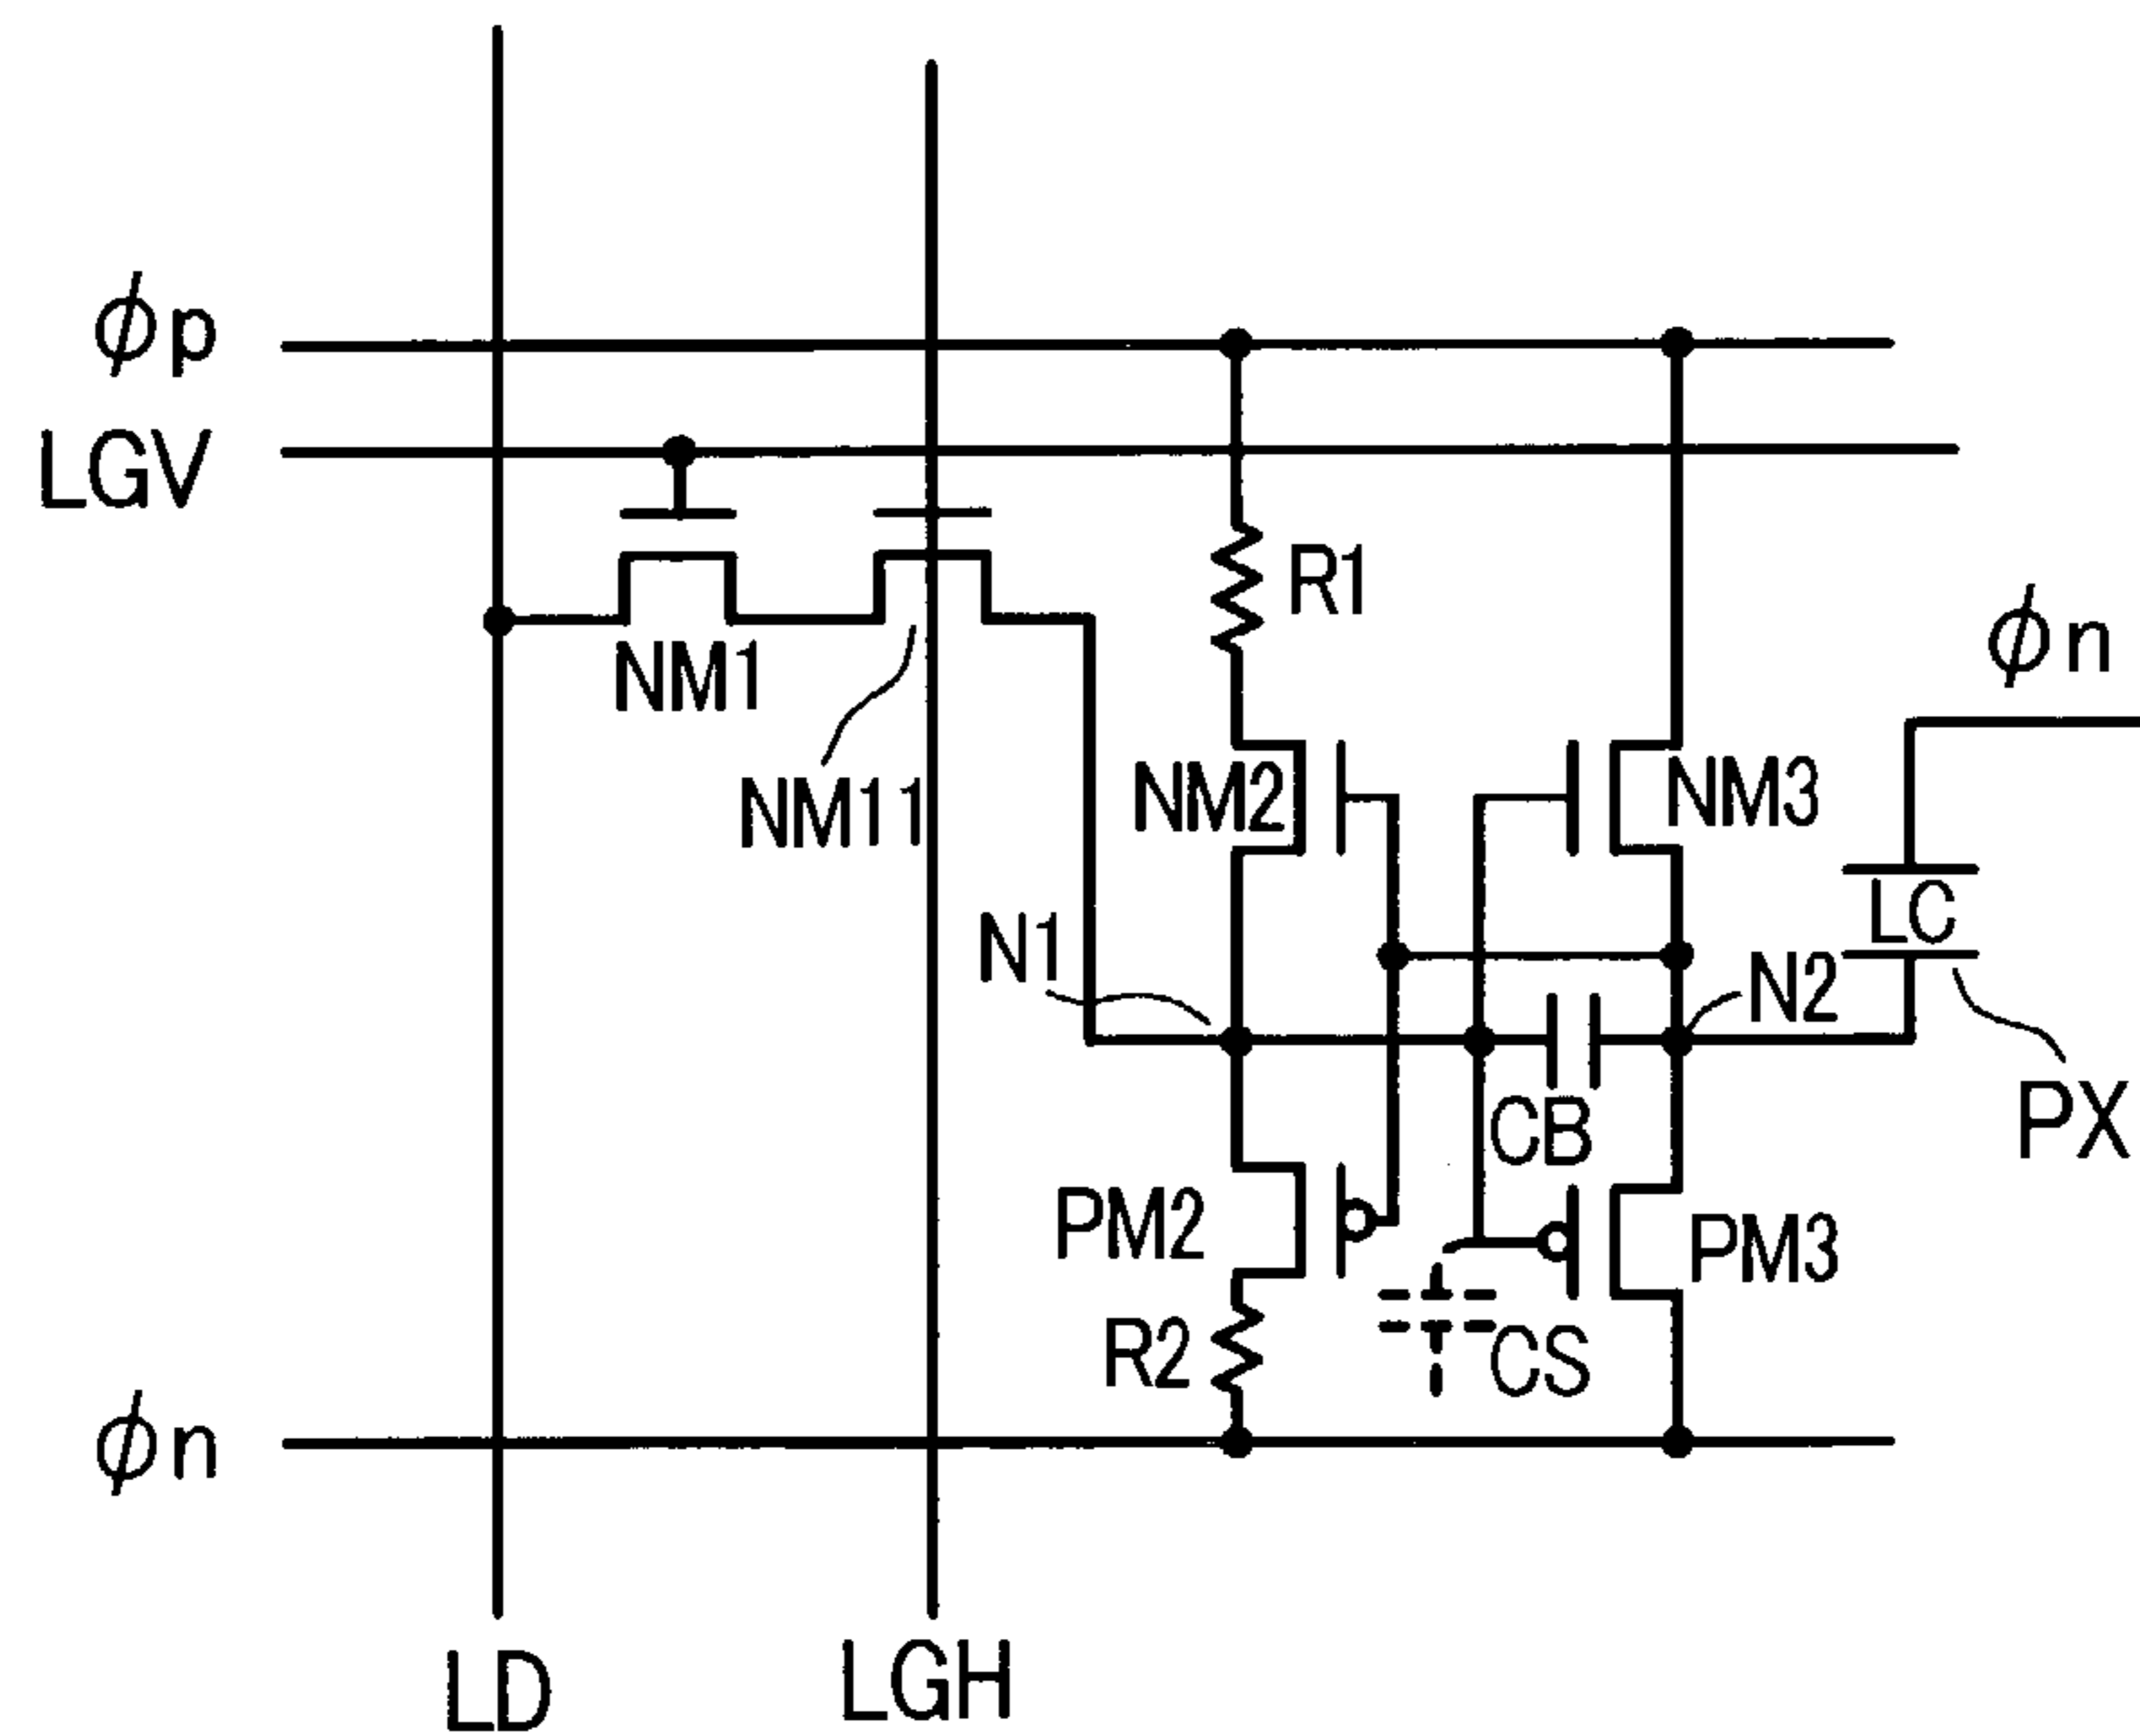 ϕp
LGV
R1
ϕn
NM1
NM11
NM2
NM3
LC
N1
N2
CB
PX
PM2
PM3
R2
CS
ϕn
LD
LGH